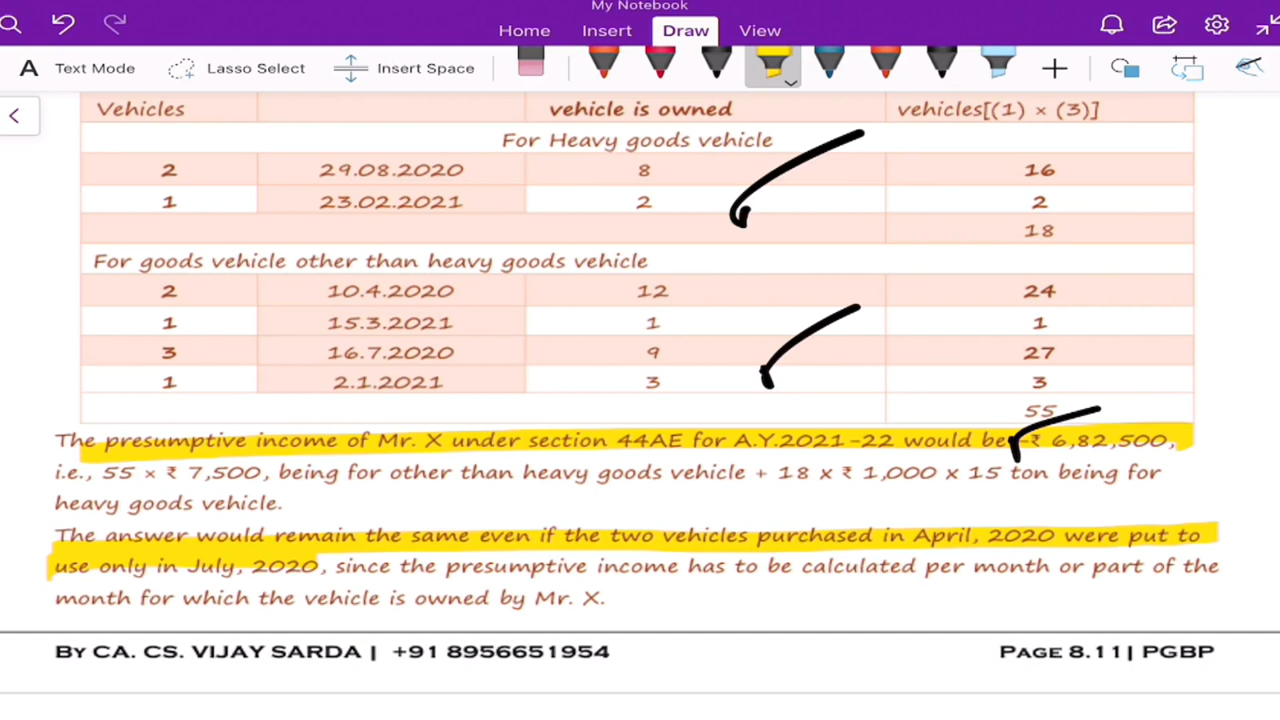 My Notebook
Home Insert Draw View
A Text Mode Lasso Select Insert Space
Vehicles vehicle is owned vehicles[(1) × (3)]
For Heavy goods vehicle
2 29.08.2020 8 16
1 23.02.2021 2 2
18
For goods vehicle other than heavy goods vehicle
2 10.4.2020 12 24
1 15.3.2021 1 1
3 16.7.2020 9 27
1 2.1.2021 3 3
55
The presumptive income of Mr. X under section 44AE for A.Y.2021-22 would be -₹ 6,82,500,
i.e., 55 × ₹ 7,500, being for other than heavy goods vehicle + 18 x ₹ 1,000 x 15 ton being for
heavy goods vehicle.
The answer would remain the same even if the two vehicles purchased in April, 2020 were put to
use only in July, 2020, since the presumptive income has to be calculated per month or part of the
month for which the vehicle is owned by Mr. X.
BY CA. CS. VIJAY SARDA | +91 8956651954 PAGE 8.11| PGBP